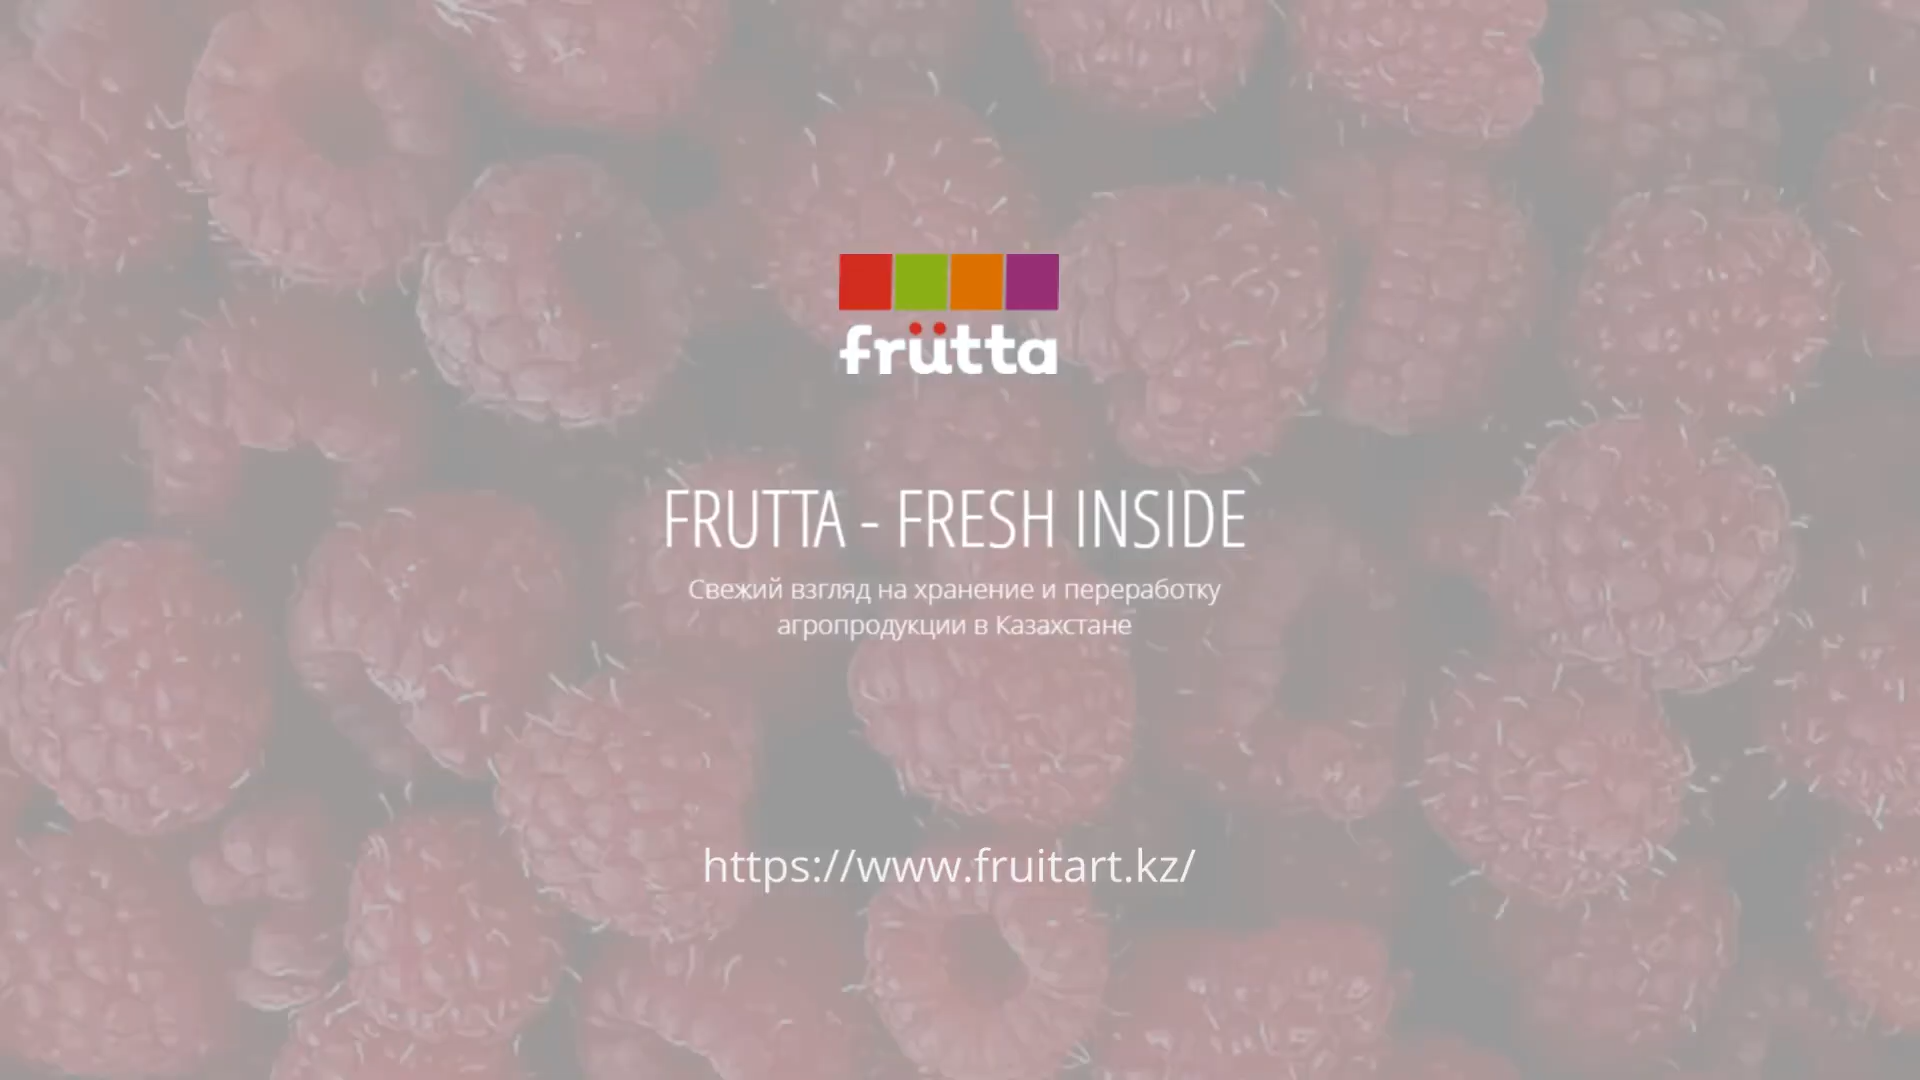 frütta
FRUTTA - FRESH INSIDE
Свежий взгляд на хранение и переработку
агропродукции в Казахстане
https://www.fruitart.kz/